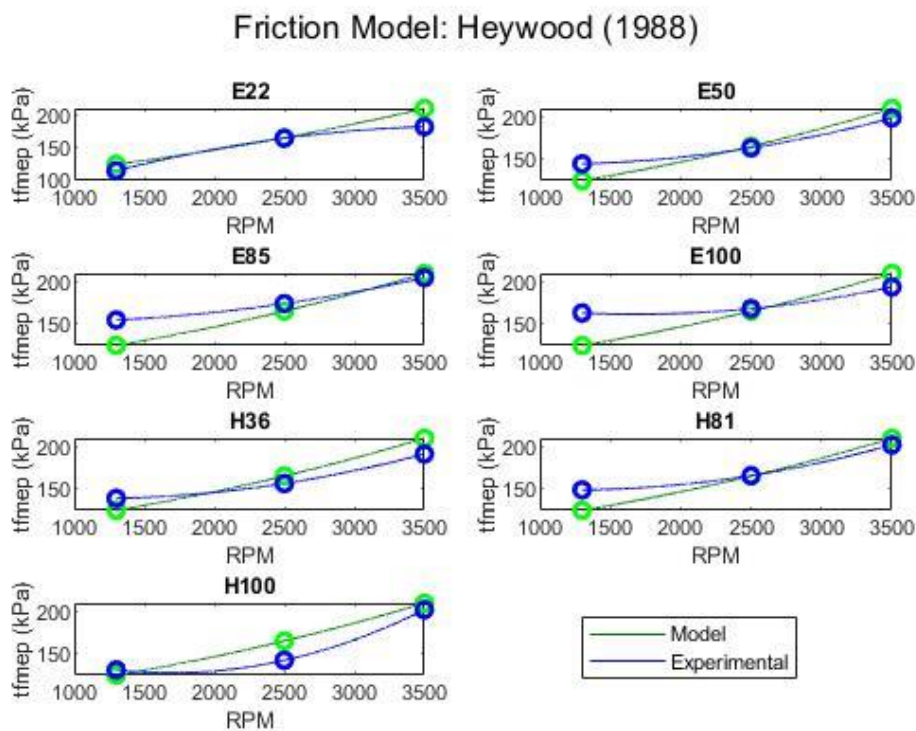 Friction Model: Heywood (1988)
E22
tfmep (kPa)
200
150
100
1000 1500 2000 2500 3000 3500
RPM
E50
tfmep (kPa)
200
150
1000 1500 2000 2500 3000 3500
RPM
E85
tfmep (kPa)
200
150
1000 1500 2000 2500 3000 3500
RPM
E100
tfmep (kPa)
200
150
1000 1500 2000 2500 3000 3500
RPM
H36
tfmep (kPa)
200
150
1000 1500 2000 2500 3000 3500
RPM
H81
tfmep (kPa)
200
150
1000 1500 2000 2500 3000 3500
RPM
H100
tfmep (kPa)
200
150
1000 1500 2000 2500 3000 3500
RPM
Model
Experimental